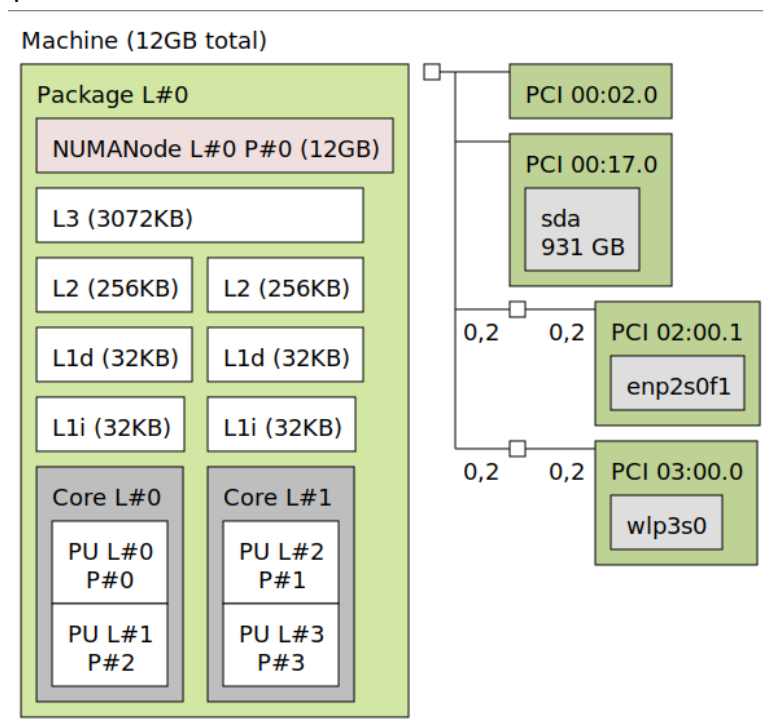 Machine (12GB total)
Package L#0
NUMANode L#0 P#0 (12GB)
L3 (3072KB)
L2 (256KB)
L2 (256KB)
L1d (32KB)
L1d (32KB)
L1i (32KB)
L1i (32KB)
Core L#0
PU L#0
P#0
PU L#1
P#2
Core L#1
PU L#2
P#1
PU L#3
P#3
PCI 00:02.0
PCI 00:17.0
sda
931 GB
0,2
0,2
PCI 02:00.1
enp2s0f1
0,2
0,2
PCI 03:00.0
wlp3s0